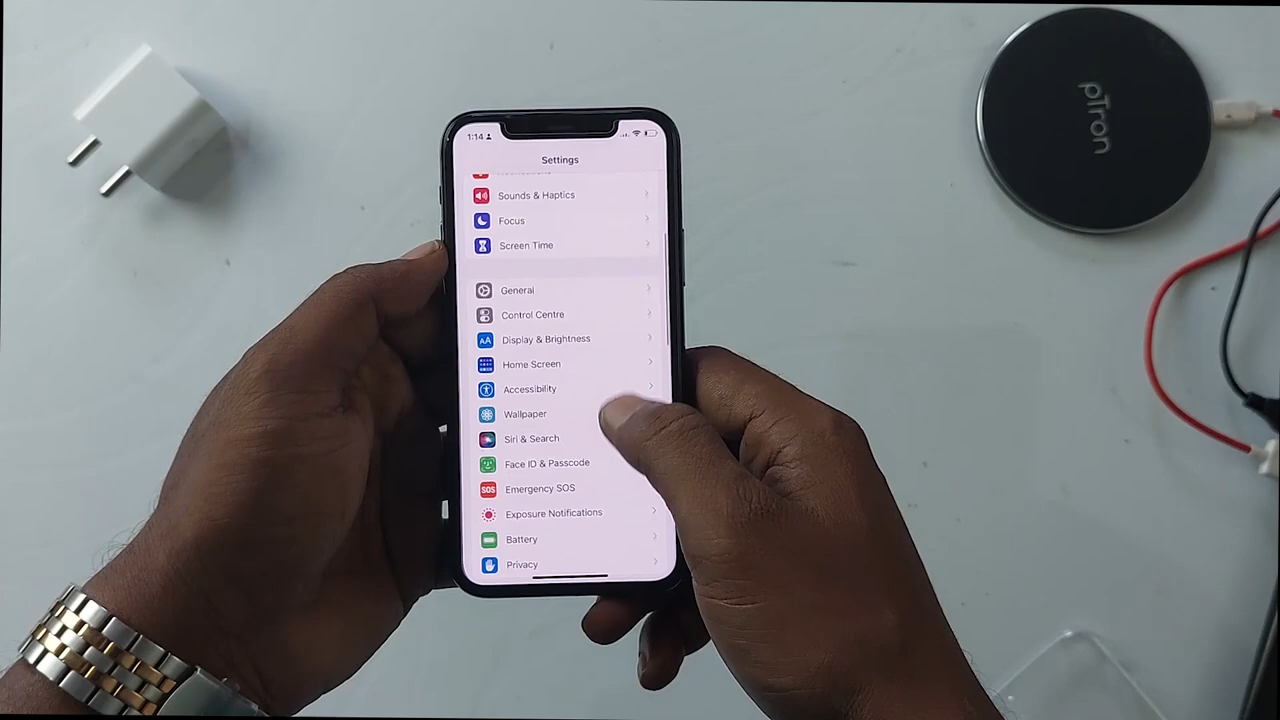 1:14
Settings
Sounds & Haptics
Focus
Screen Time
General
Control Centre
AA Display & Brightness
Home Screen
Accessibility
Wallpaper
Siri & Search
Face ID & Passcode
SOS Emergency SOS
Exposure Notifications
Battery
Privacy
pTron